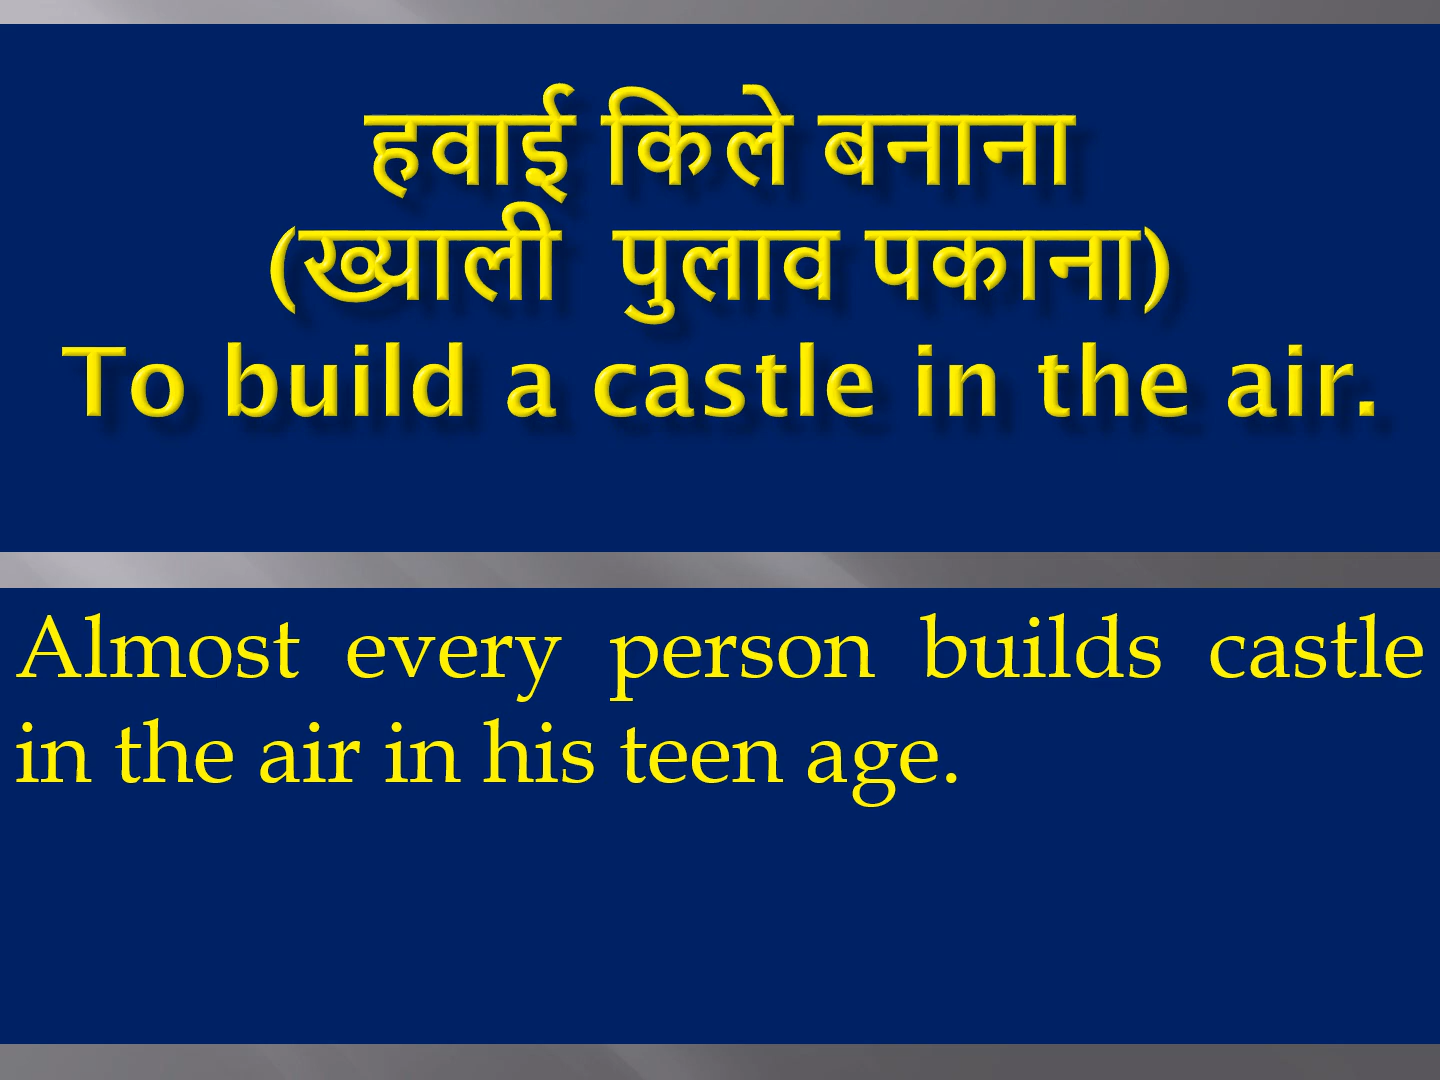 हवाई किले बनाना
(ख्याली पुलाव पकाना)
To build a castle in the air.
Almost every person builds castle
in the air in his teen age.